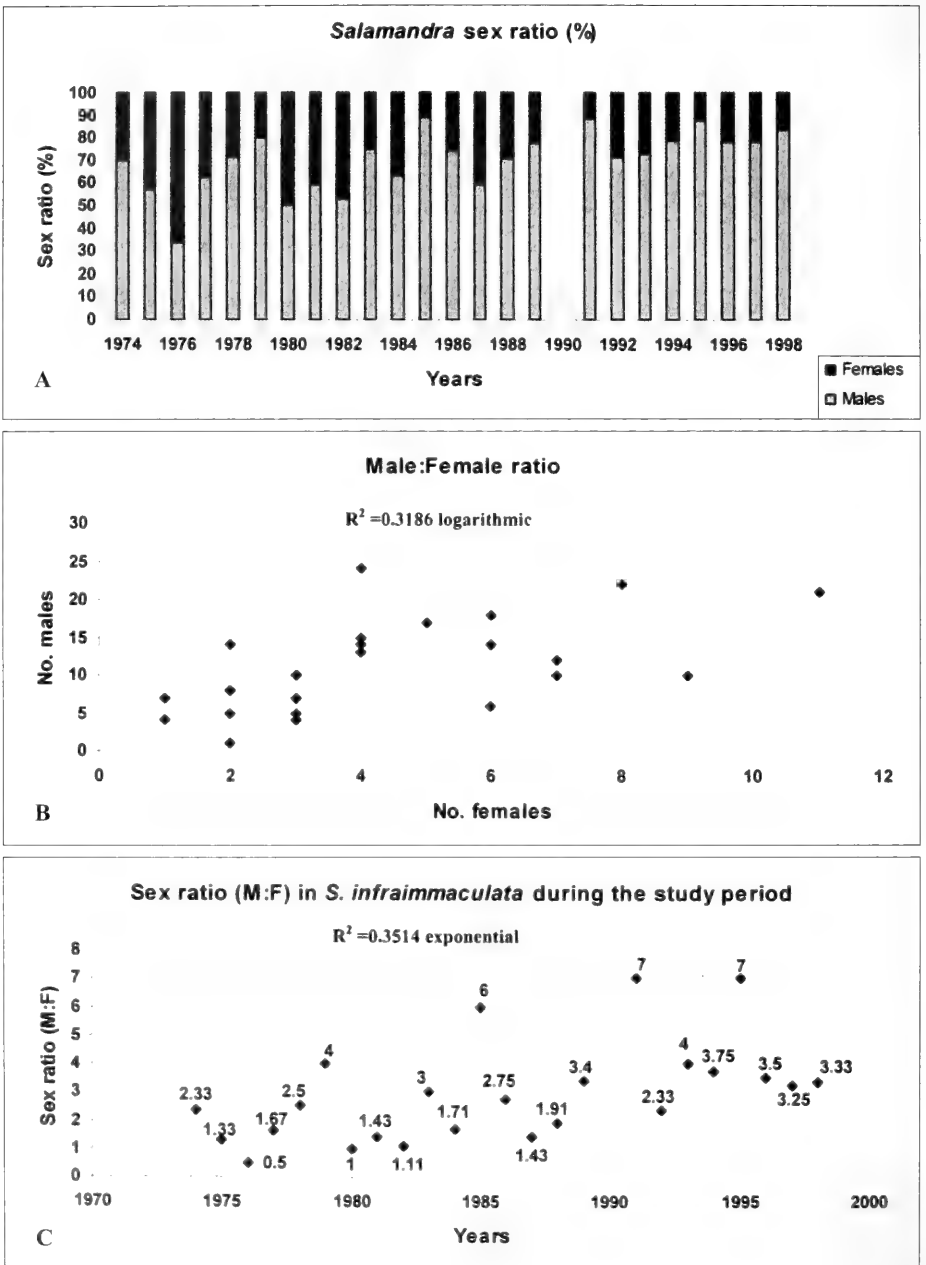 Salamandra sex ratio (%)
100
90
80
70
60
50
40
30
20
10
0
Sex ratio (%)
1974 1976 1978 1980 1982 1984 1986 1988 1990 1992 1994 1996 1998
Years
Females
Males
A
Male:Female ratio
R² =0.3186 logarithmic
30
25
20
15
10
5
0
No. males
0 2 4 6 8 10 12
No. females
B
Sex ratio (M:F) in S. infraimmaculata during the study period
R² =0.3514 exponential
8
7
6
5
4
3
2
1
0
Sex ratio (M:F)
2.33
1.33
0.5
1.67
2.5
4
1
1.43
1.11
3
1.71
6
2.75
1.43
1.91
3.4
7
2.33
4
3.75
7
3.5
3.25
3.33
1970 1975 1980 1985 1990 1995 2000
Years
C